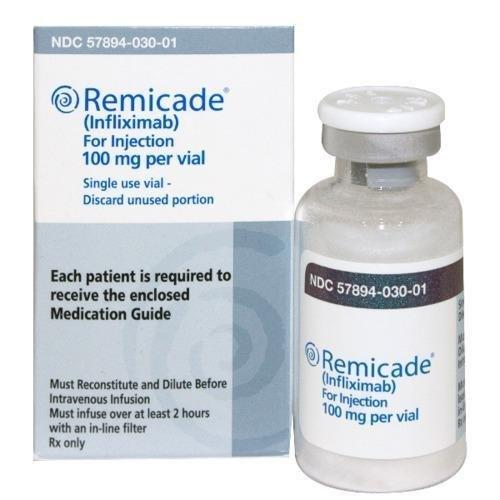 NDC 57894-030-01
Remicade®
(Infliximab)
For Injection
100 mg per vial
Single use vial -
Discard unused portion
Each patient is required to
receive the enclosed
Medication Guide
Must Reconstitute and Dilute Before
Intravenous Infusion
Must infuse over at least 2 hours
with an in-line filter
Rx only
NDC 57894-030-01
Remicade®
(Infliximab)
For Injection
100 mg per vial